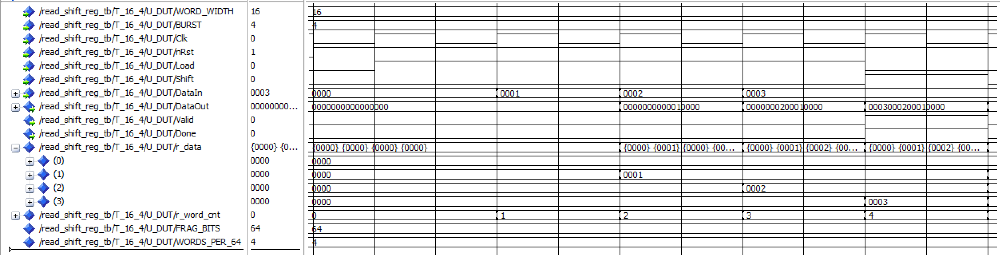 /read_shift_reg_tb/T_16_4/U_DUT/WORD_WIDTH 16 16
/read_shift_reg_tb/T_16_4/U_DUT/BURST 4 4
/read_shift_reg_tb/T_16_4/U_DUT/Clk 0
/read_shift_reg_tb/T_16_4/U_DUT/nRst 1
/read_shift_reg_tb/T_16_4/U_DUT/Load 0
/read_shift_reg_tb/T_16_4/U_DUT/Shift 0
/read_shift_reg_tb/T_16_4/U_DUT/DataIn 0003 0000 0001 0002 0003
/read_shift_reg_tb/T_16_4/U_DUT/DataOut 00000000... 0000000000000000 0000000000010000 0000000200010000 0003000200010000
/read_shift_reg_tb/T_16_4/U_DUT/Valid 0
/read_shift_reg_tb/T_16_4/U_DUT/Done 0
/read_shift_reg_tb/T_16_4/U_DUT/r_data {0000} {0... {0000} {0000} {0000} {0000} {0000} {0001} {0000} {00... {0000} {0001} {0002} {00... {0000} {0001} {0002} {00...
(0) 0000 0000
(1) 0000 0000 0001
(2) 0000 0000 0002
(3) 0000 0000 0003
/read_shift_reg_tb/T_16_4/U_DUT/r_word_cnt 0 0 1 2 3 4
/read_shift_reg_tb/T_16_4/U_DUT/FRAG_BITS 64 64
/read_shift_reg_tb/T_16_4/U_DUT/WORDS_PER_64 4 4